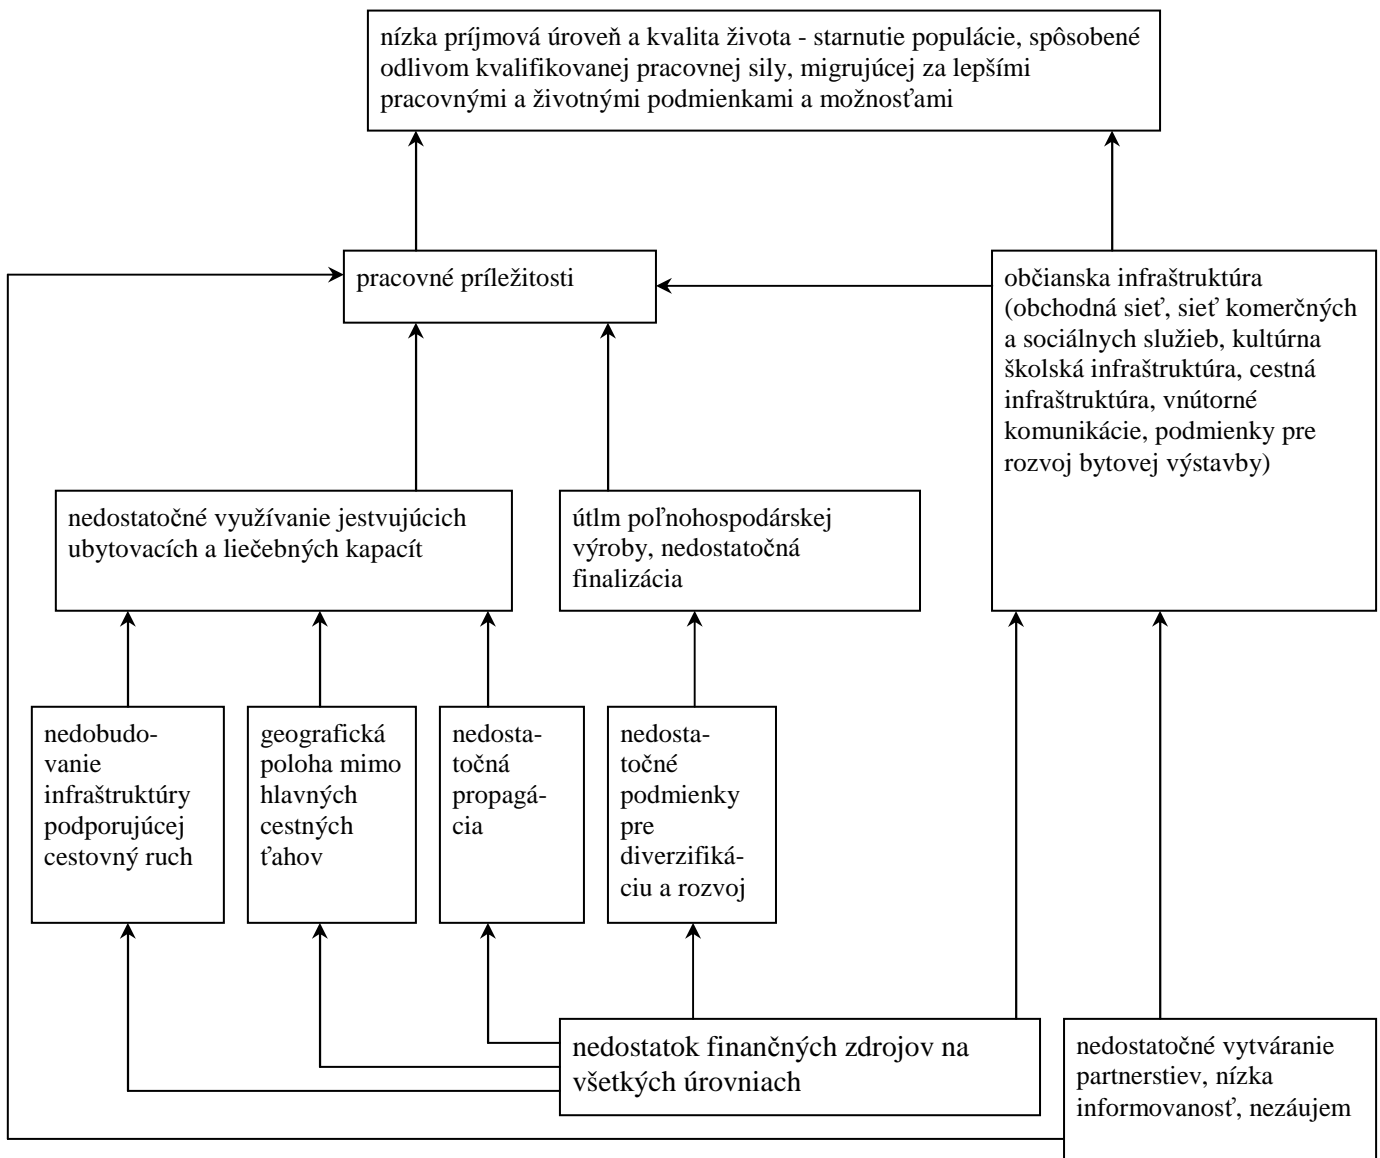 nízka príjmová úroveň a kvalita života - starnutie populácie, spôsobené
odlivom kvalifikovanej pracovnej sily, migrujúcej za lepšími
pracovnými a životnými podmienkami a možnosťami
pracovné príležitosti
občianska infraštruktúra
(obchodná sieť, sieť komerčných
a sociálnych služieb, kultúrna
školská infraštruktúra, cestná
infraštruktúra, vnútorné
komunikácie, podmienky pre
rozvoj bytovej výstavby)
nedostatočné využívanie jestvujúcich
ubytovacích a liečebných kapacít
útlm poľnohospodárskej
výroby, nedostatočná
finalizácia
nedobudo-
vanie
infraštruktúry
podporujúcej
cestovný ruch
geografická
poloha mimo
hlavných
cestných
ťahov
nedosta-
točná
propagá-
cia
nedosta-
točné
podmienky
pre
diverzifiká-
ciu a rozvoj
nedostatok finančných zdrojov na
všetkých úrovniach
nedostatočné vytváranie
partnerstiev, nízka
informovanosť, nezáujem